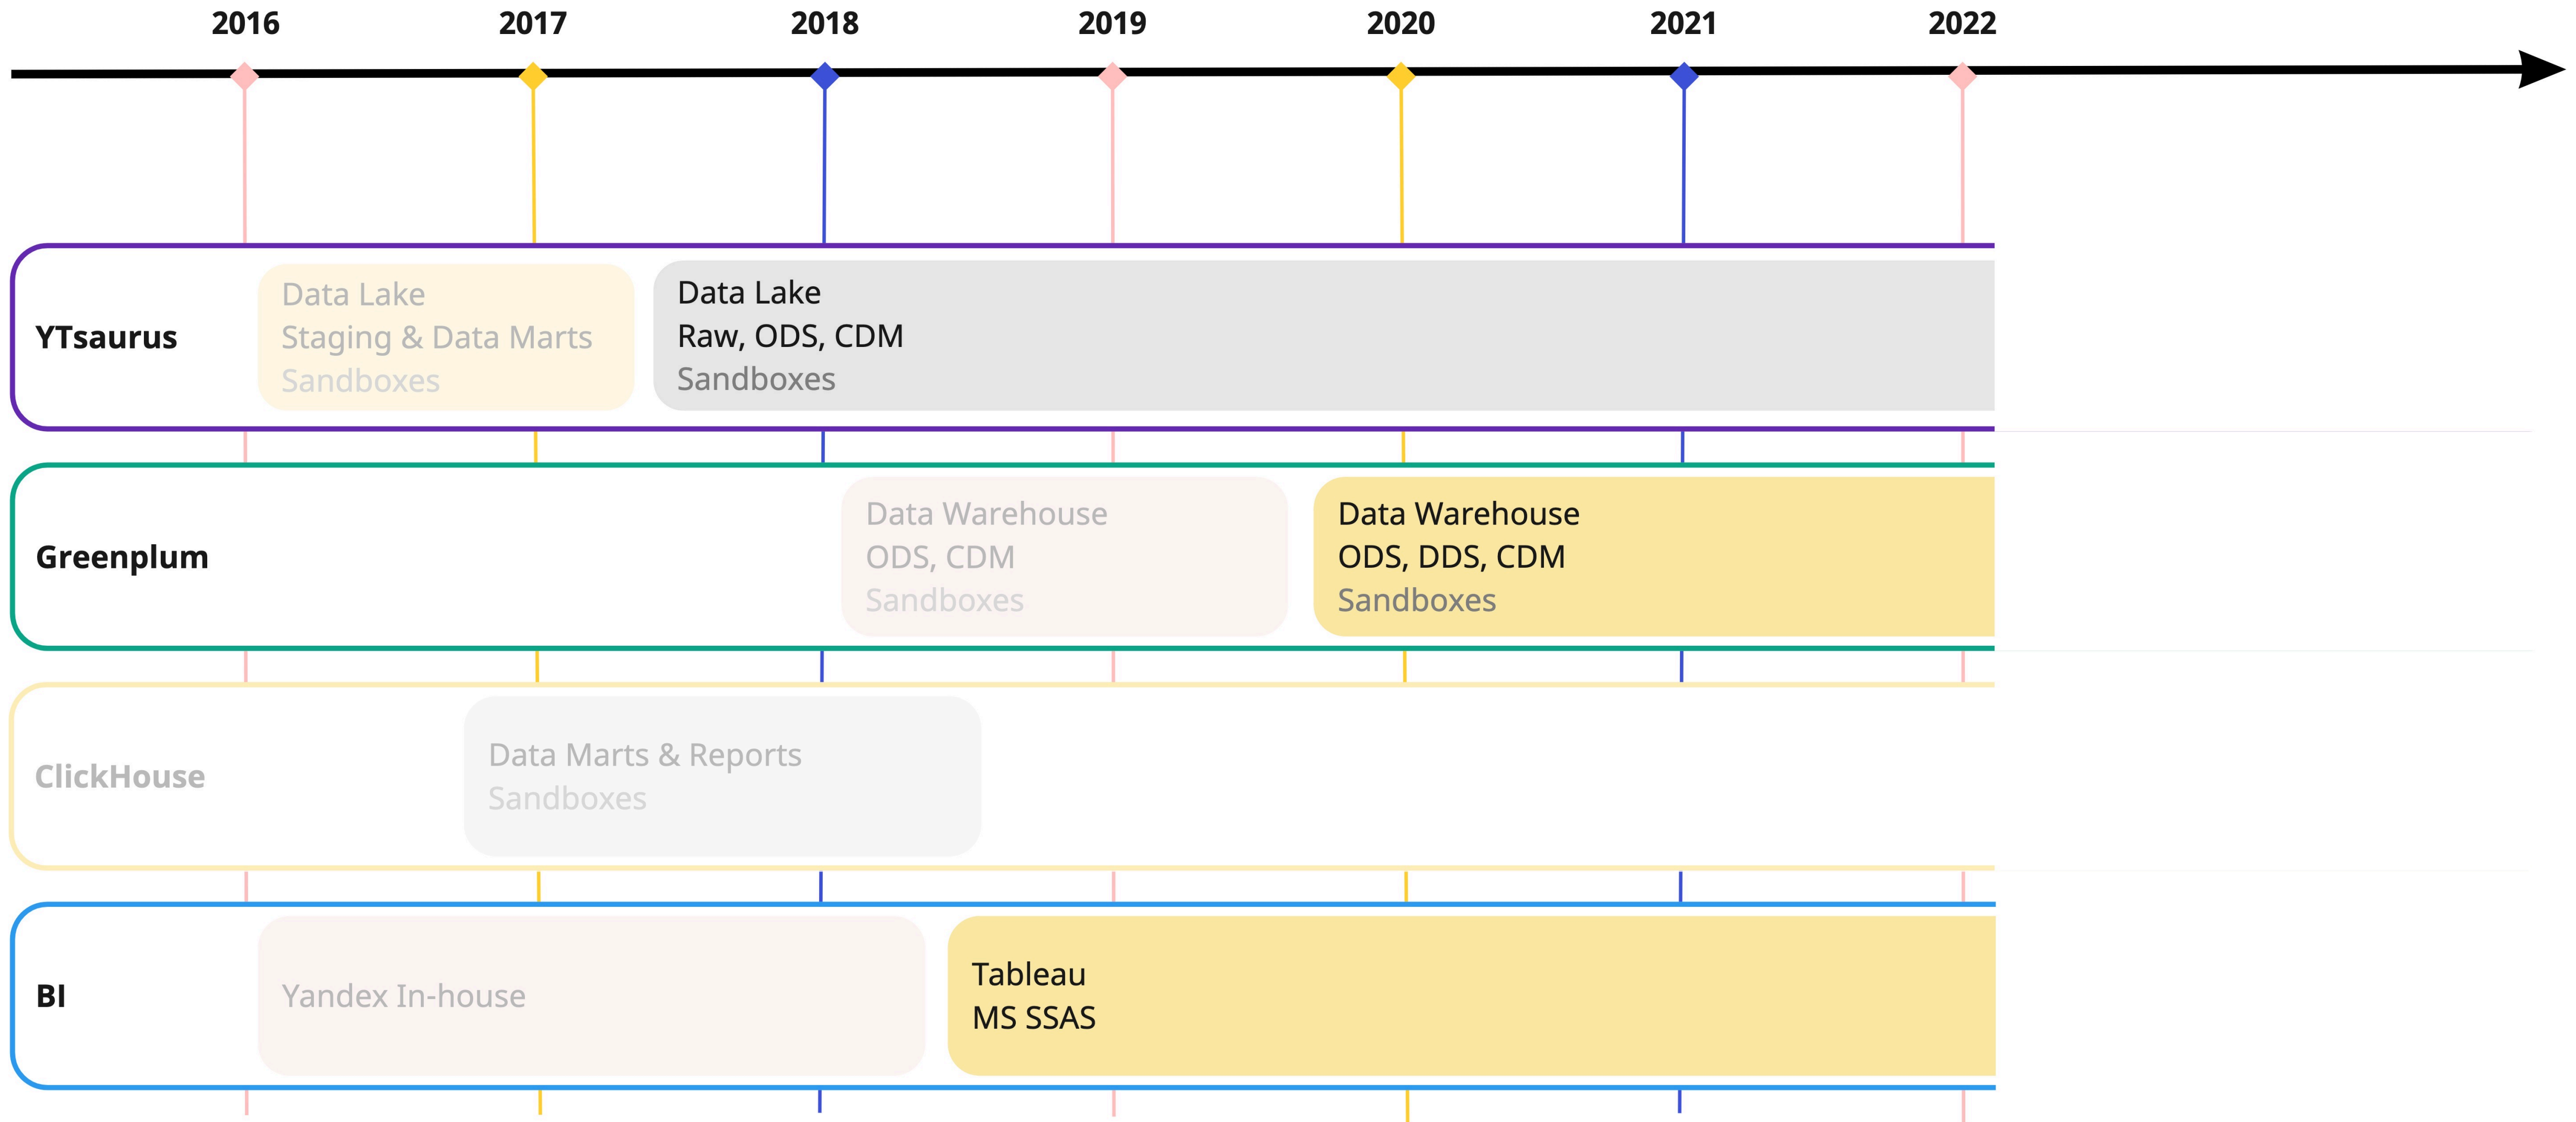 2016 2017 2018 2019 2020 2021 2022
YTsaurus
Data Lake
Staging & Data Marts
Sandboxes
Data Lake
Raw, ODS, CDM
Sandboxes
Greenplum
Data Warehouse
ODS, CDM
Sandboxes
Data Warehouse
ODS, DDS, CDM
Sandboxes
ClickHouse
Data Marts & Reports
Sandboxes
BI
Yandex In-house
Tableau
MS SSAS